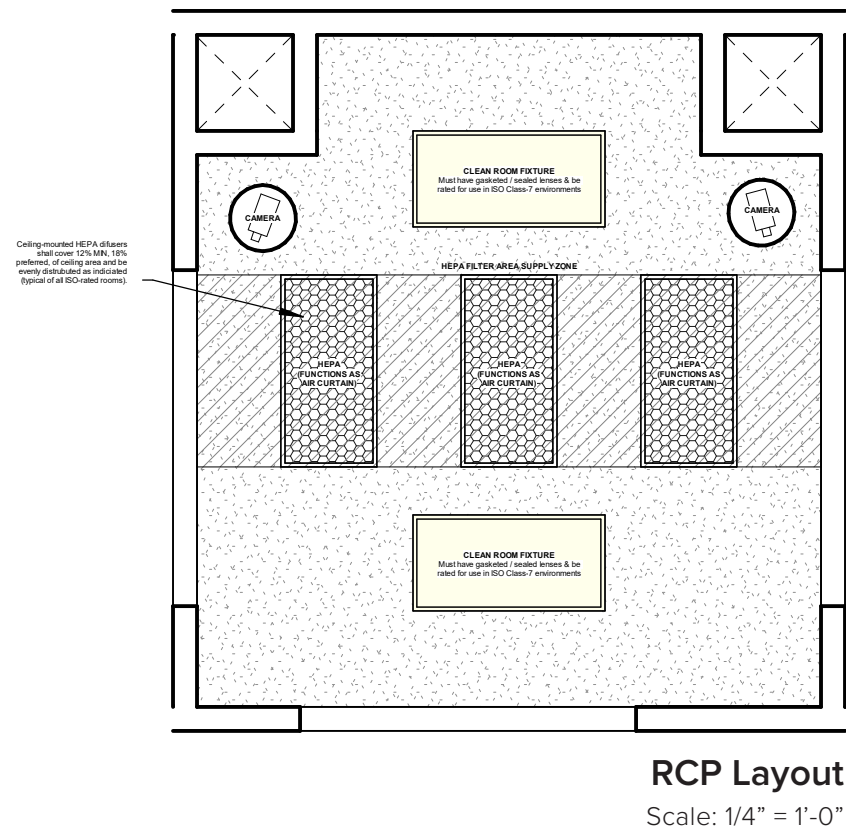 CLEAN ROOM FIXTURE
Must have gasketed / sealed lenses & be
rated for use in ISO Class-7 environments
CAMERA
CAMERA
Ceiling-mounted HEPA difusers
shall cover 12% MIN, 18%
preferred, of ceiling area and be
evenly distrubuted as indiciated
(typical of all ISO-rated rooms).
HEPA FILTER AREA SUPPLY ZONE
HEPA
(FUNCTIONS AS
AIR CURTAIN)
HEPA
(FUNCTIONS AS
AIR CURTAIN)
HEPA
(FUNCTIONS AS
AIR CURTAIN)
CLEAN ROOM FIXTURE
Must have gasketed / sealed lenses & be
rated for use in ISO Class-7 environments
RCP Layout
Scale: 1/4” = 1’-0”